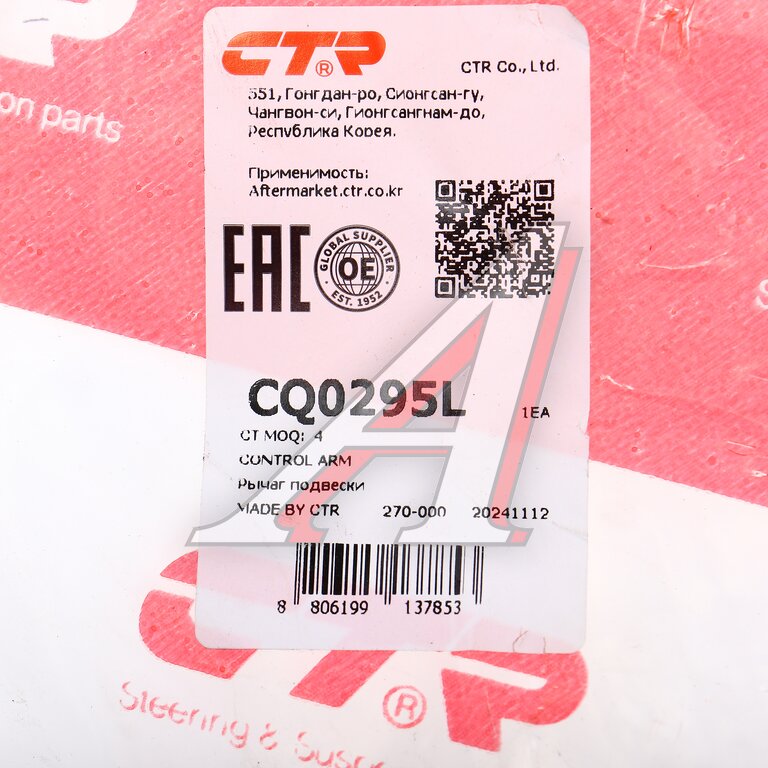 CTR®
CTR Co., Ltd.
on parts
551, Гонгдан-ро, Сионгсан-гу,
Чангвон-си, Гионгсангнам-до,
Республика Корея.
Применимость:
Aftermarket.ctr.co.kr
EAC
GLOBAL SUPPLIER
OE
EST. 1952
CQ0295L 1EA
CT MOQ: 4
CONTROL ARM
Рычаг подвески
MADE BY CTR 270-000 20241112
8 806199 137853
CTR®
Steering & Susp